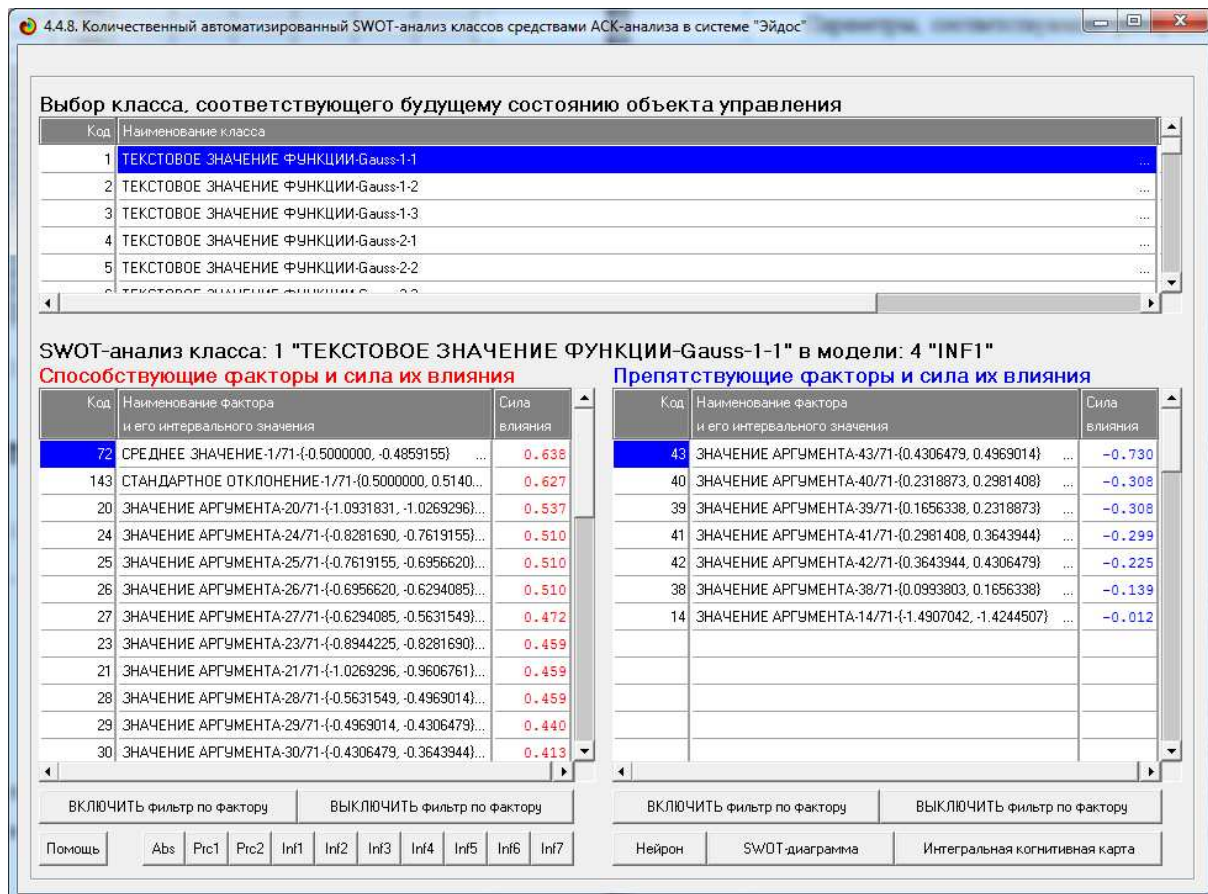 4.4.8. Количественный автоматизированный SWOT-анализ классов средствами АСК-анализа в системе "Эйдос"
Выбор класса, соответствующего будущему состоянию объекта управления
Код Наименование класса
1 ТЕКСТОВОЕ ЗНАЧЕНИЕ ФУНКЦИИ-Gauss-1-1 ...
2 ТЕКСТОВОЕ ЗНАЧЕНИЕ ФУНКЦИИ-Gauss-1-2 ...
3 ТЕКСТОВОЕ ЗНАЧЕНИЕ ФУНКЦИИ-Gauss-1-3 ...
4 ТЕКСТОВОЕ ЗНАЧЕНИЕ ФУНКЦИИ-Gauss-2-1 ...
5 ТЕКСТОВОЕ ЗНАЧЕНИЕ ФУНКЦИИ-Gauss-2-2 ...
SWOT-анализ класса: 1 "ТЕКСТОВОЕ ЗНАЧЕНИЕ ФУНКЦИИ-Gauss-1-1" в модели: 4 "INF1"
Способствующие факторы и сила их влияния
Код Наименование фактора и его интервального значения Сила влияния
72 СРЕДНЕЕ ЗНАЧЕНИЕ-1/71-{-0.5000000, -0.4859155} ... 0.638
143 СТАНДАРТНОЕ ОТКЛОНЕНИЕ-1/71-{0.5000000, 0.5140... 0.627
20 ЗНАЧЕНИЕ АРГУМЕНТА-20/71-{-1.0931831, -1.0269296}... 0.537
24 ЗНАЧЕНИЕ АРГУМЕНТА-24/71-{-0.8281690, -0.7619155}... 0.510
25 ЗНАЧЕНИЕ АРГУМЕНТА-25/71-{-0.7619155, -0.6956620}... 0.510
26 ЗНАЧЕНИЕ АРГУМЕНТА-26/71-{-0.6956620, -0.6294085}... 0.510
27 ЗНАЧЕНИЕ АРГУМЕНТА-27/71-{-0.6294085, -0.5631549}... 0.472
23 ЗНАЧЕНИЕ АРГУМЕНТА-23/71-{-0.8944225, -0.8281690}... 0.459
21 ЗНАЧЕНИЕ АРГУМЕНТА-21/71-{-1.0269296, -0.9606761}... 0.459
28 ЗНАЧЕНИЕ АРГУМЕНТА-28/71-{-0.5631549, -0.4969014}... 0.459
29 ЗНАЧЕНИЕ АРГУМЕНТА-29/71-{-0.4969014, -0.4306479}... 0.440
30 ЗНАЧЕНИЕ АРГУМЕНТА-30/71-{-0.4306479, -0.3643944}... 0.413
ВКЛЮЧИТЬ фильтр по фактору ВЫКЛЮЧИТЬ фильтр по фактору
Помощь Abs Prc1 Prc2 Inf1 Inf2 Inf3 Inf4 Inf5 Inf6 Inf7
Препятствующие факторы и сила их влияния
Код Наименование фактора и его интервального значения Сила влияния
43 ЗНАЧЕНИЕ АРГУМЕНТА-43/71-{0.4306479, 0.4969014} ... -0.730
40 ЗНАЧЕНИЕ АРГУМЕНТА-40/71-{0.2318873, 0.2981408} ... -0.308
39 ЗНАЧЕНИЕ АРГУМЕНТА-39/71-{0.1656338, 0.2318873} ... -0.308
41 ЗНАЧЕНИЕ АРГУМЕНТА-41/71-{0.2981408, 0.3643944} ... -0.299
42 ЗНАЧЕНИЕ АРГУМЕНТА-42/71-{0.3643944, 0.4306479} ... -0.225
38 ЗНАЧЕНИЕ АРГУМЕНТА-38/71-{0.0993803, 0.1656338} ... -0.139
14 ЗНАЧЕНИЕ АРГУМЕНТА-14/71-{-1.4907042, -1.4244507} ... -0.012
ВКЛЮЧИТЬ фильтр по фактору ВЫКЛЮЧИТЬ фильтр по фактору
Нейрон SWOT-диаграмма Интегральная когнитивная карта